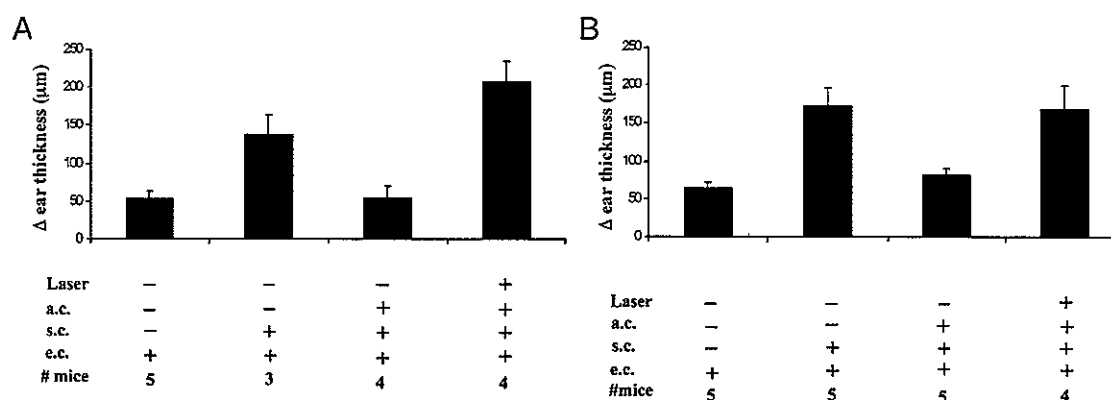 A
Δ ear thickness (μm)
250
200
150
100
50
0
Laser − − − +
a.c. − − + +
s.c. − + + +
e.c. + + + +
# mice 5 3 4 4
B
Δ ear thickness (μm)
250
200
150
100
50
0
Laser − − − +
a.c. − − + +
s.c. − + + +
e.c. + + + +
#mice 5 5 5 4